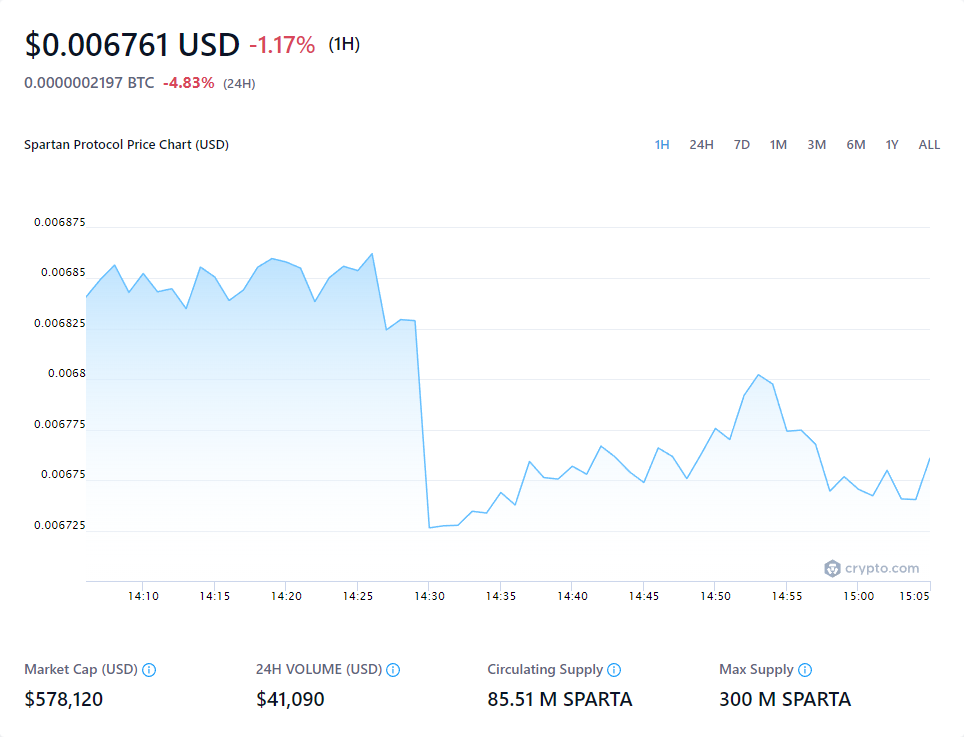 $0.006761 USD -1.17% (1H)
0.0000002197 BTC -4.83% (24H)
Spartan Protocol Price Chart (USD) 1H 24H 7D 1M 3M 6M 1Y ALL
0.006875
0.00685
0.006825
0.0068
0.006775
0.00675
0.006725
crypto.com
14:10 14:15 14:20 14:25 14:30 14:35 14:40 14:45 14:50 14:55 15:00 15:05
Market Cap (USD) 24H VOLUME (USD) Circulating Supply Max Supply
$578,120 $41,090 85.51 M SPARTA 300 M SPARTA